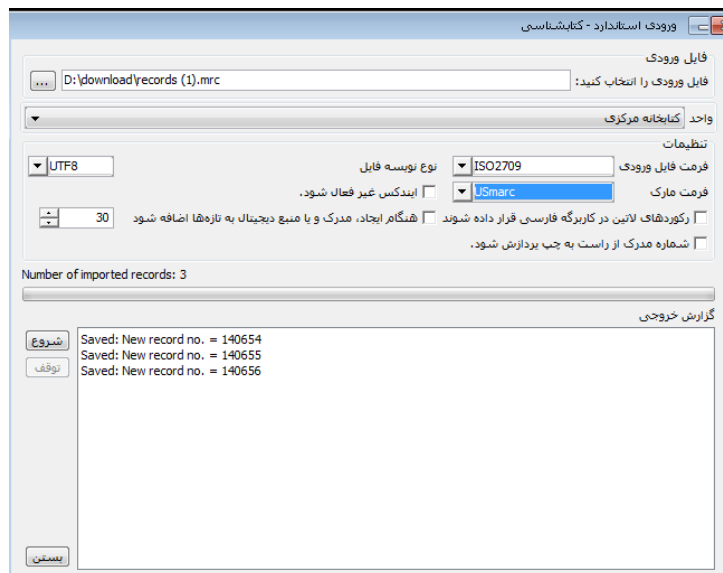 ورودی استاندارد - کتابشناسی
فایل ورودی
فایل ورودی را انتخاب کنید:
D:\download\records (1).mrc
...
واحد
کتابخانه مرکزی
تنظیمات
فرمت فایل ورودی
ISO2709
نوع نویسه فایل
UTF8
فرمت مارک
USmarc
ایندکس غیر فعال شود.
رکوردهای لاتین در کاربرگه فارسی قرار داده شوند
هنگام ایجاد، مدرک و یا منبع دیجیتال به تازه‌ها اضافه شود
30
شماره مدرک از راست به چپ پردازش شود.
Number of imported records: 3
گزارش خروجی
شروع
توقف
Saved: New record no. = 140654
Saved: New record no. = 140655
Saved: New record no. = 140656
بستن